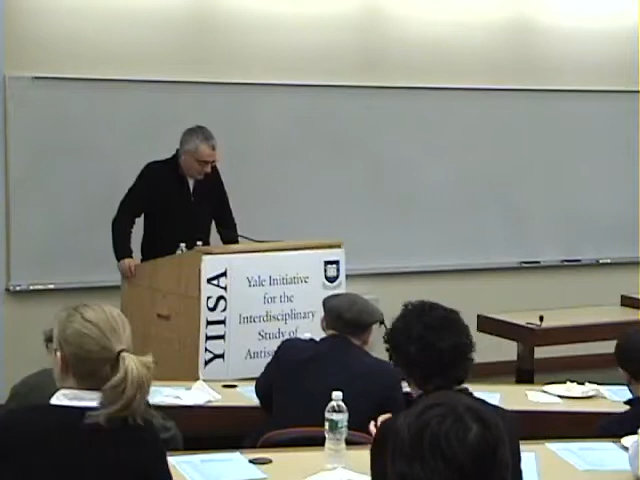 YIISA
Yale Initiative
for the
Interdisciplinary
Study of